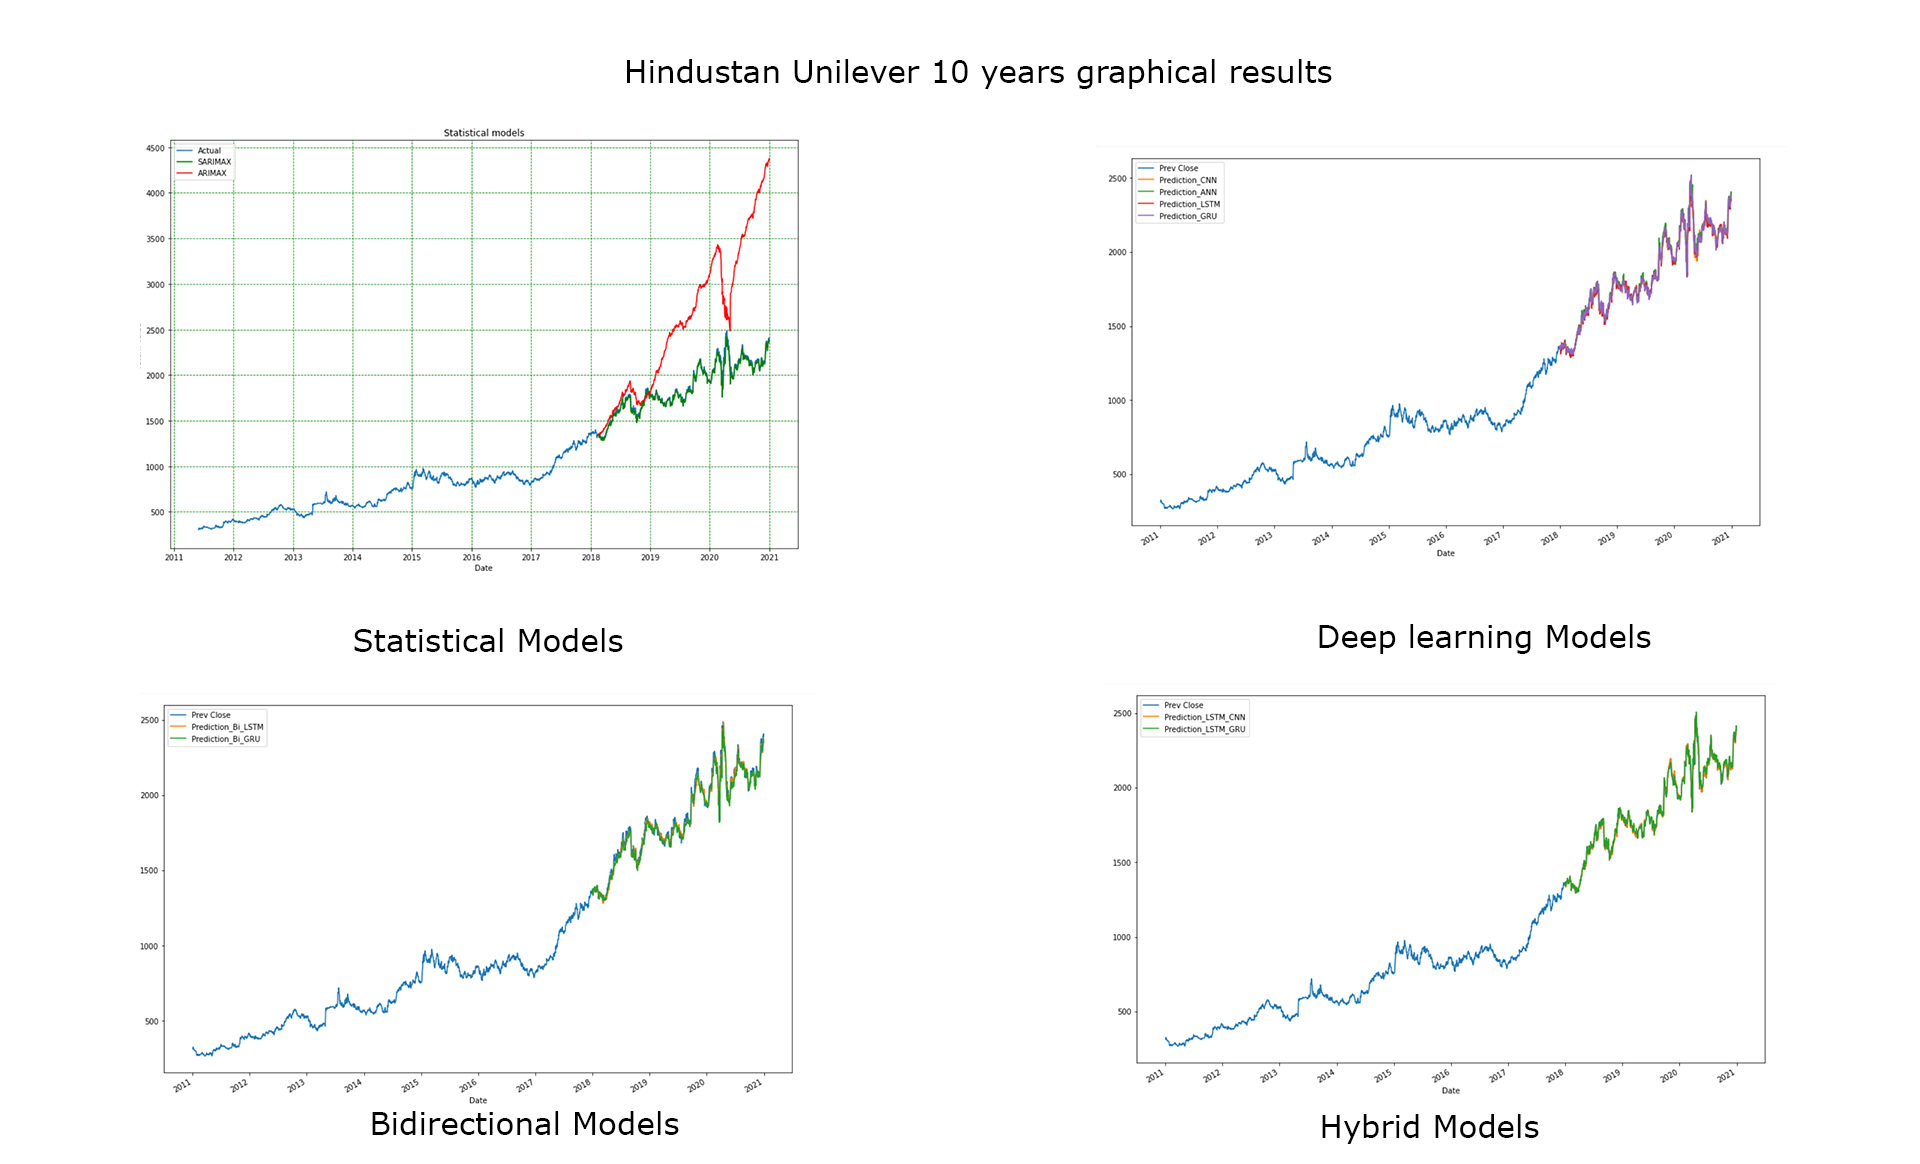 Hindustan Unilever 10 years graphical results
Statistical models
Actual
SARIMAX
ARIMAX
4500
4000
3500
3000
2500
2000
1500
1000
500
2011 2012 2013 2014 2015 2016 2017 2018 2019 2020 2021
Date
Statistical Models
Prev Close
Prediction_CNN
Prediction_ANN
Prediction_LSTM
Prediction_GRU
2500
2000
1500
1000
500
2011 2012 2013 2014 2015 2016 2017 2018 2019 2020 2021
Date
Deep learning Models
Prev Close
Prediction_Bi_LSTM
Prediction_Bi_GRU
2500
2000
1500
1000
500
2011 2012 2013 2014 2015 2016 2017 2018 2019 2020 2021
Date
Bidirectional Models
Prev Close
Prediction_LSTM_CNN
Prediction_LSTM_GRU
2500
2000
1500
1000
500
2011 2012 2013 2014 2015 2016 2017 2018 2019 2020 2021
Date
Hybrid Models